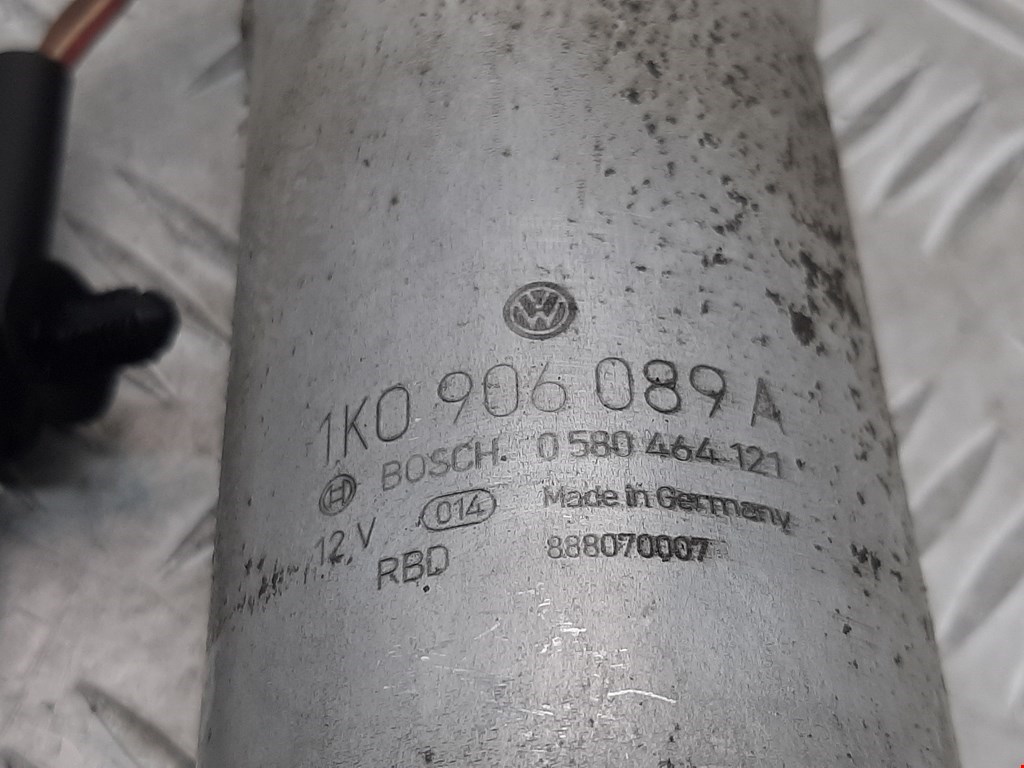 1K0 906 089 A
BOSCH. 0 580 464 121
12 V 014 Made in Germany
RBD 888070007